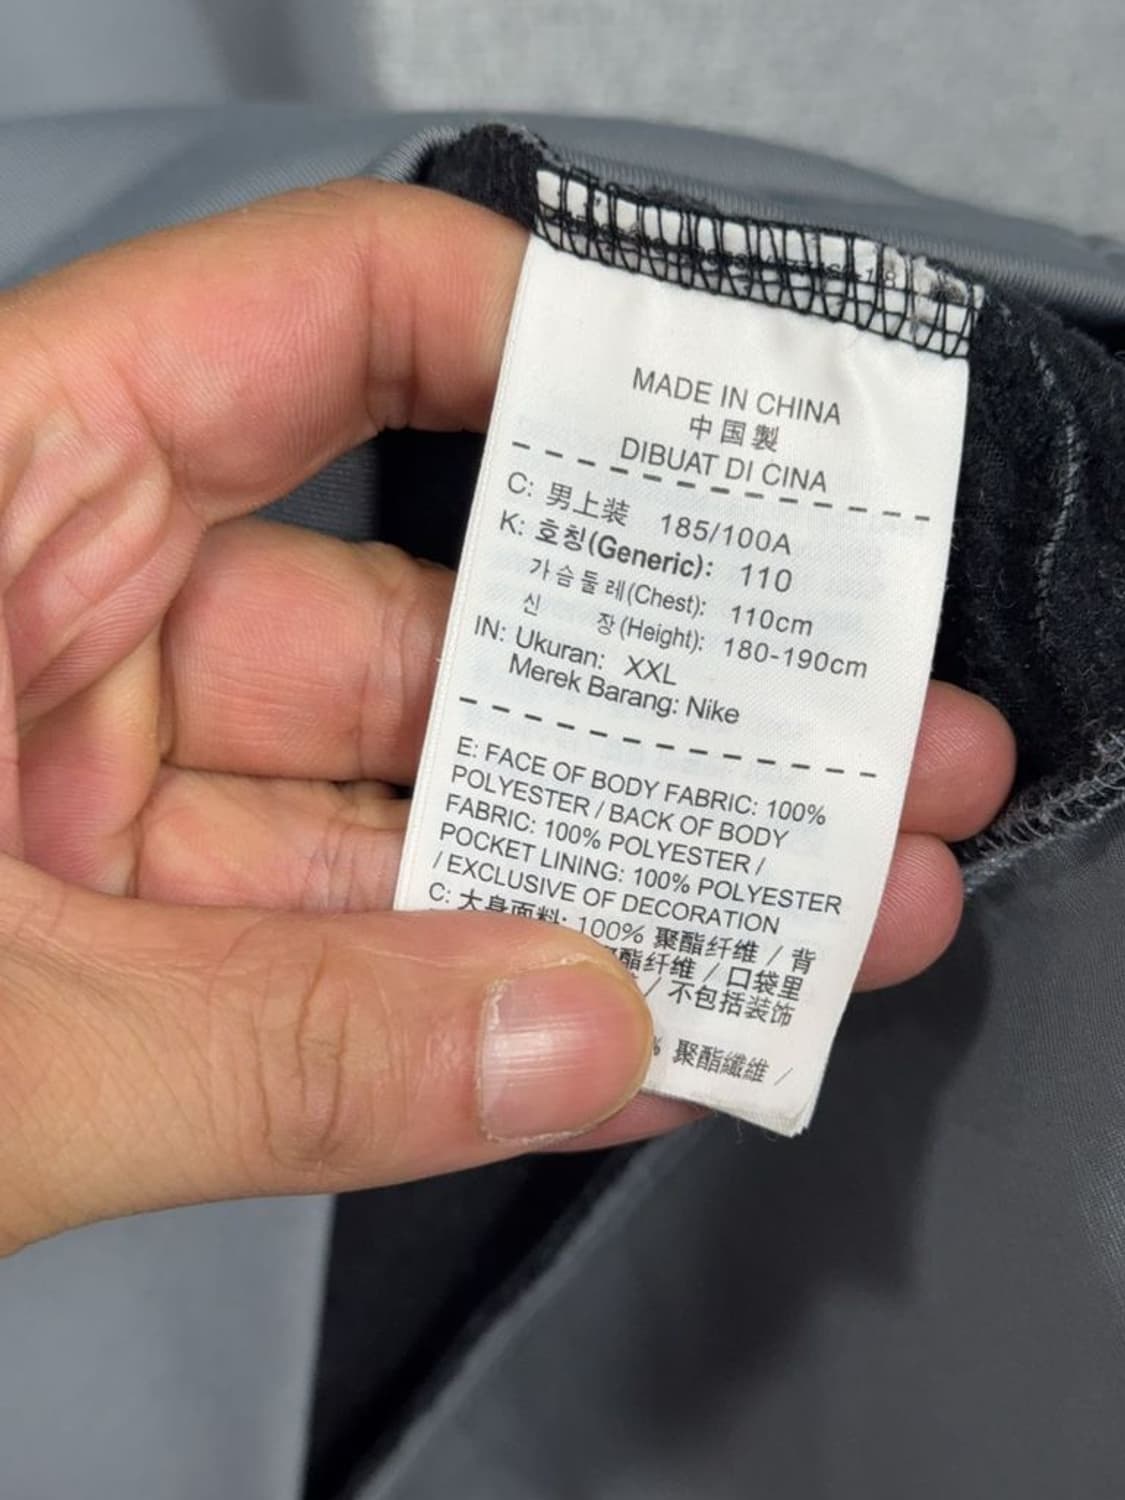 MADE IN CHINA
中国製
DIBUAT DI CINA
C: 男上装 185/100A
K: 호칭(Generic): 110
가슴둘레(Chest): 110cm
신 장(Height): 180-190cm
IN: Ukuran: XXL
Merek Barang: Nike
E: FACE OF BODY FABRIC: 100%
POLYESTER / BACK OF BODY
FABRIC: 100% POLYESTER /
POCKET LINING: 100% POLYESTER
/ EXCLUSIVE OF DECORATION
C: 大身面料: 100% 聚酯纤维 / 背
酯纤维 / 口袋里
/ 不包括装饰
% 聚酯纖維 /